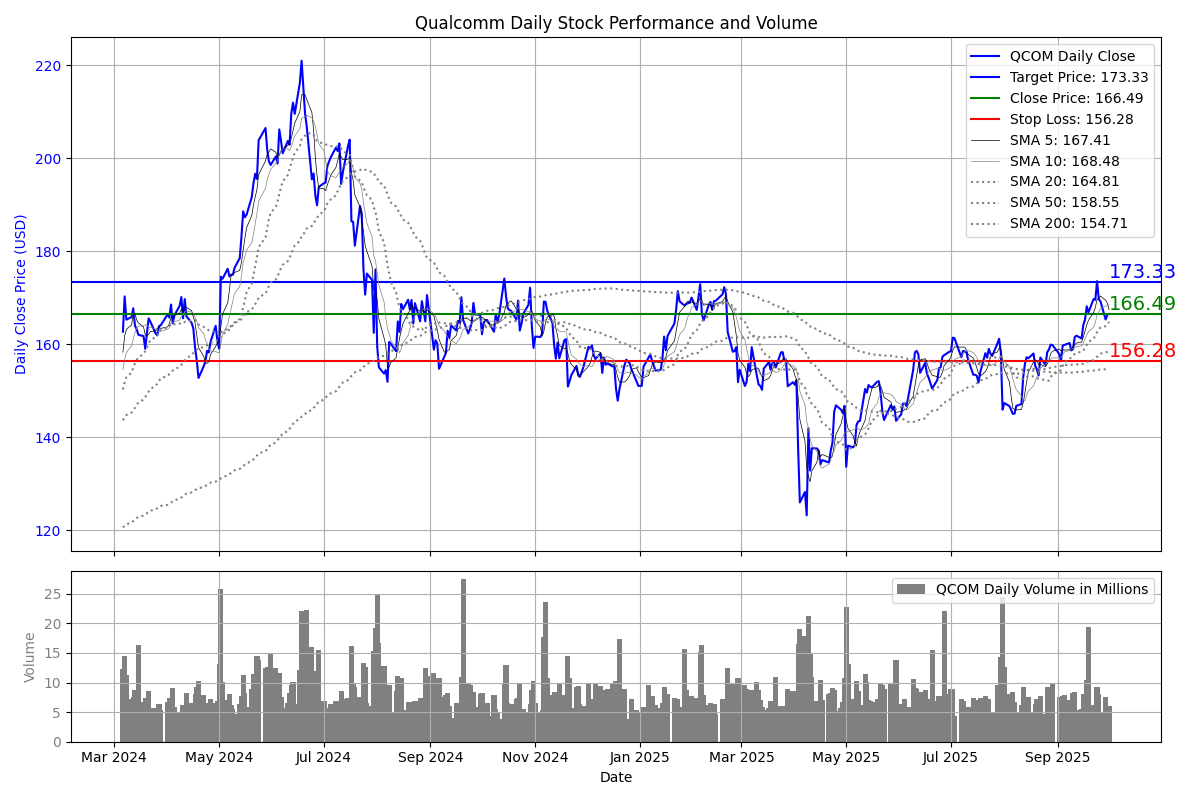 Qualcomm Daily Stock Performance and Volume
Daily Close Price (USD)
220
200
180
160
140
120
QCOM Daily Close
Target Price: 173.33
Close Price: 166.49
Stop Loss: 156.28
SMA 5: 167.41
SMA 10: 168.48
SMA 20: 164.81
SMA 50: 158.55
SMA 200: 154.71
173.33
166.49
156.28
Volume
25
20
15
10
5
0
QCOM Daily Volume in Millions
Mar 2024
May 2024
Jul 2024
Sep 2024
Nov 2024
Jan 2025
Mar 2025
May 2025
Jul 2025
Sep 2025
Date